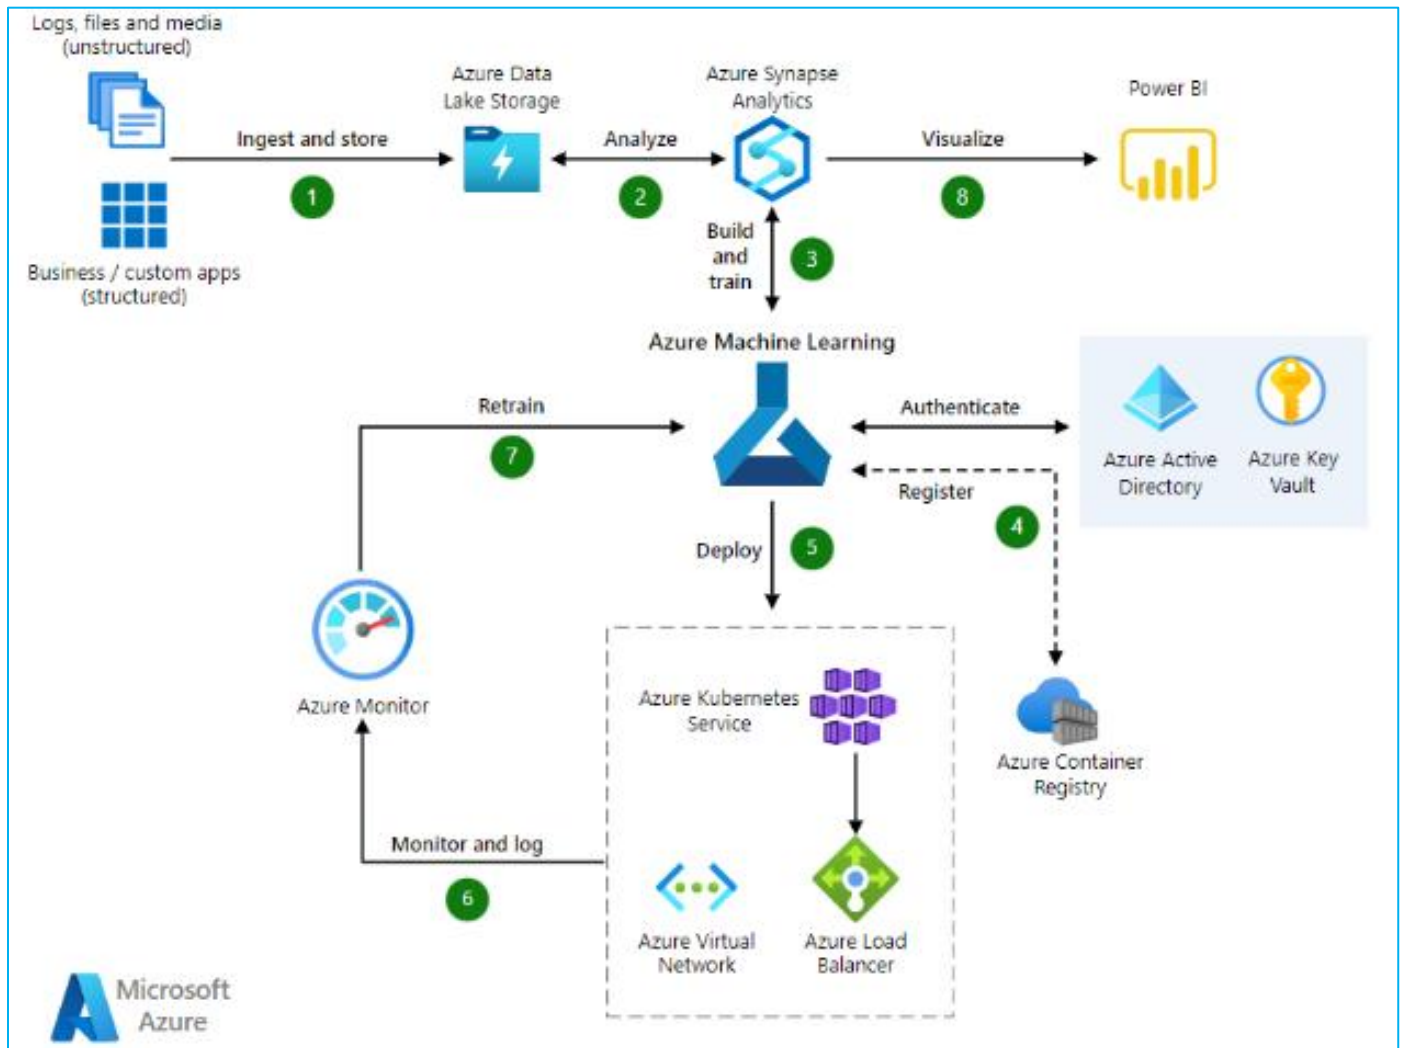 Logs, files and media
(unstructured)
Azure Data
Lake Storage
Azure Synapse
Analytics
Power BI
Ingest and store
Analyze
Visualize
1
2
8
Business / custom apps
(structured)
Build
and
train
3
Azure Machine Learning
Retrain
7
Authenticate
Azure Active
Directory
Azure Key
Vault
Register
4
Deploy
5
Azure Monitor
Azure Kubernetes
Service
Azure Container
Registry
Monitor and log
6
Azure Virtual
Network
Azure Load
Balancer
Microsoft
Azure